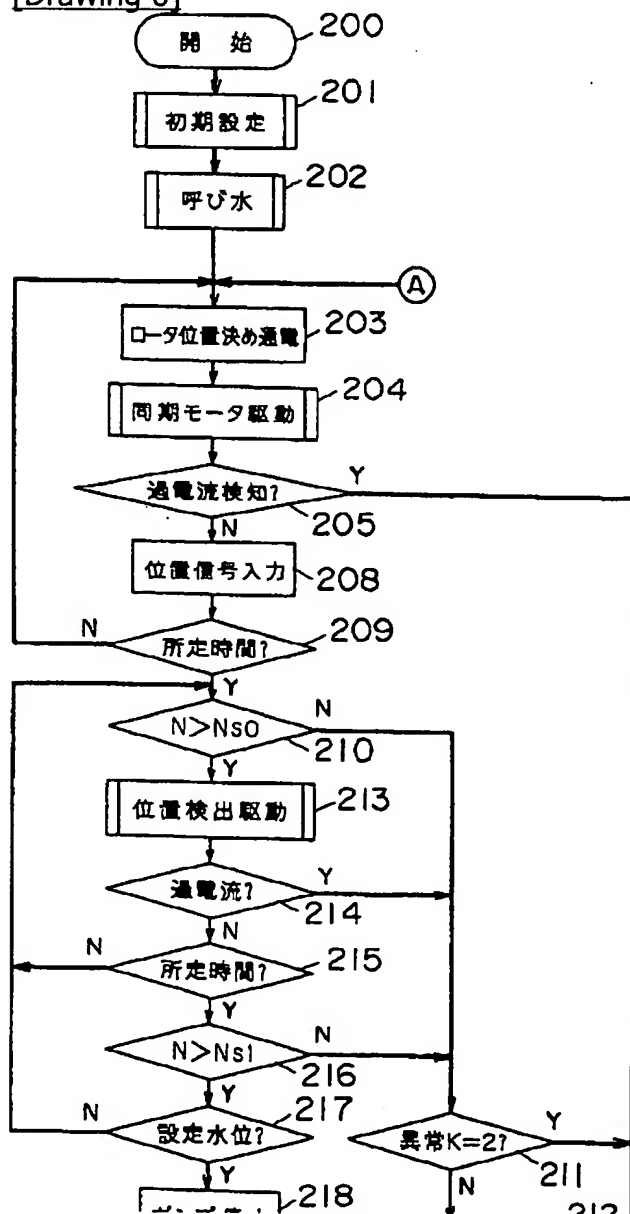 [Drawing 6]
開 始
200
初期設定
201
呼び水
202
A
ロータ位置決め通電
203
同期モータ駆動
204
過電流検知?
Y
205
N
位置信号入力
208
N
所定時間?
209
Y
N>Ns0
N
210
Y
位置検出駆動
213
過電流?
Y
214
N
N
所定時間?
215
Y
N>Ns1
N
216
Y
N
設定水位?
217
Y
異常K=2?
Y
211
N
218